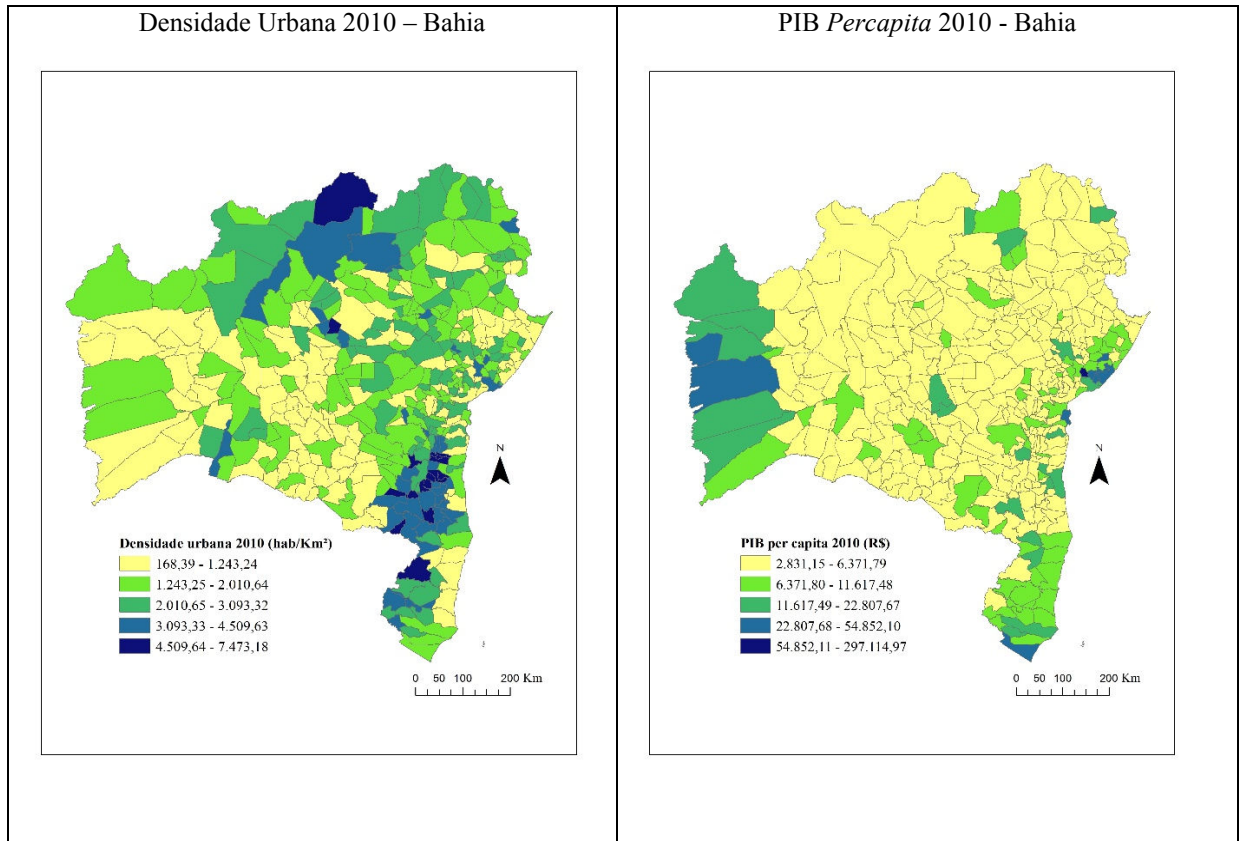 Densidade Urbana 2010 – Bahia
N
Densidade urbana 2010 (hab/Km²)
168,39 - 1.243,24
1.243,25 - 2.010,64
2.010,65 - 3.093,32
3.093,33 - 4.509,63
4.509,64 - 7.473,18
0 50 100 200 Km
PIB Percapita 2010 - Bahia
N
PIB per capita 2010 (R$)
2.831,15 - 6.371,79
6.371,80 - 11.617,48
11.617,49 - 22.807,67
22.807,68 - 54.852,10
54.852,11 - 297.114,97
0 50 100 200 Km